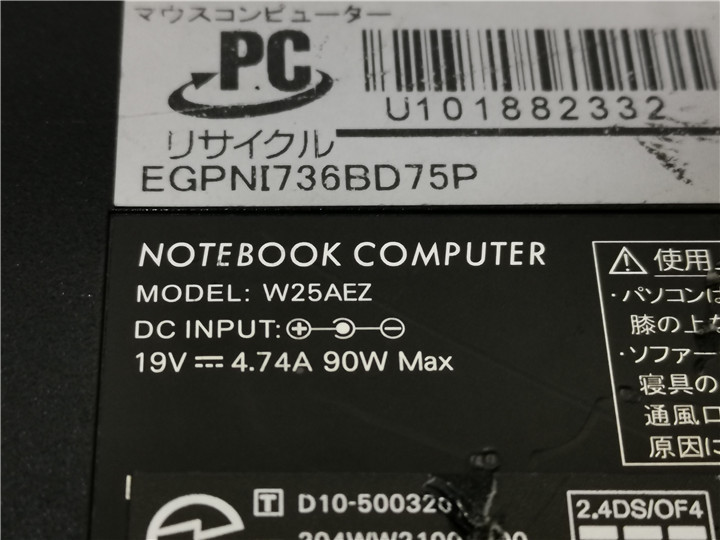 マウスコンピューター
PC
U101882332
リサイクル
EGPNI736BD75P
NOTEBOOK COMPUTER
MODEL: W25AEZ
DC INPUT:
19V 4.74A 90W Max
使用
・パソコンは
膝の上な
・ソファー
寝具の
通風口
原因に
T D10-500320
2.4DS/OF4